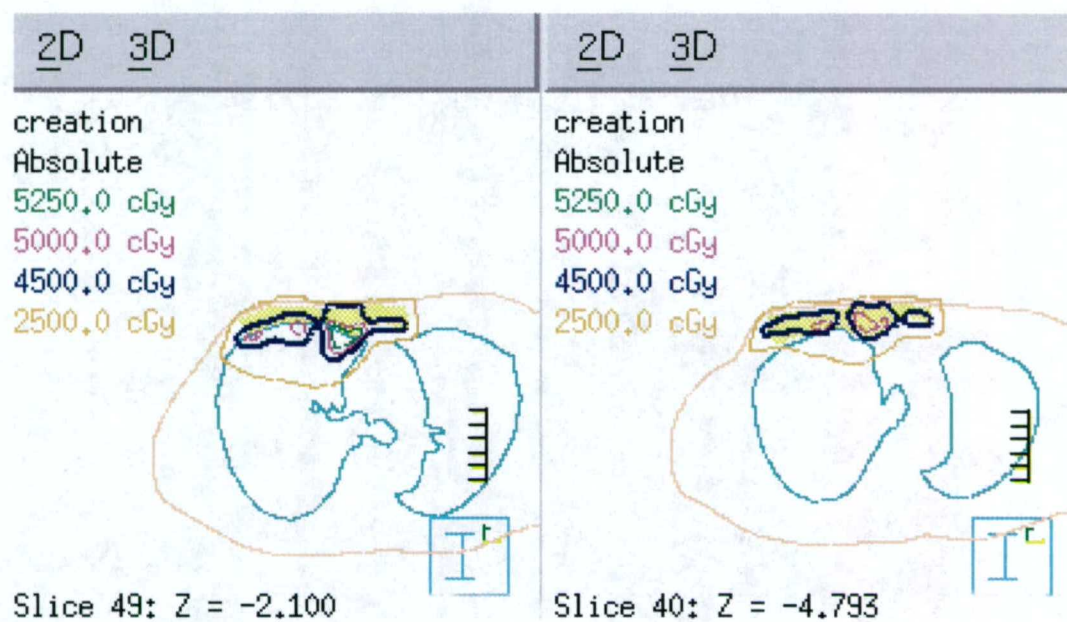 2D 3D
creation
Absolute
5250.0 cGy
5000.0 cGy
4500.0 cGy
2500.0 cGy
r
Slice 49: Z = -2.100
2D 3D
creation
Absolute
5250.0 cGy
5000.0 cGy
4500.0 cGy
2500.0 cGy
r
Slice 40: Z = -4.793